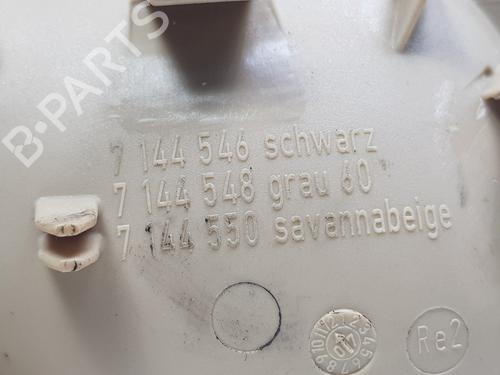 B-PARTS
7 144 546 schwarz
7 144 548 grau 60
7 144 550 savannabeige
Re2